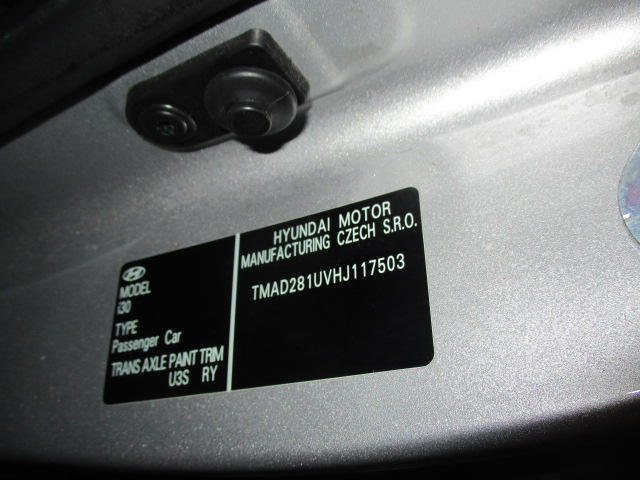 MODEL
i30
TYPE
Passenger Car
TRANS AXLE PAINT TRIM
U3S RY
HYUNDAI MOTOR
MANUFACTURING CZECH S.R.O.
TMAD281UVHJ117503